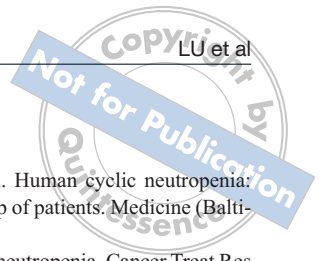 LU et al
Copyright
by
Not for Publication
Quintessence
. Human cyclic neutropenia:
p of patients. Medicine (Balti-
neutropenia. Cancer Treat Res